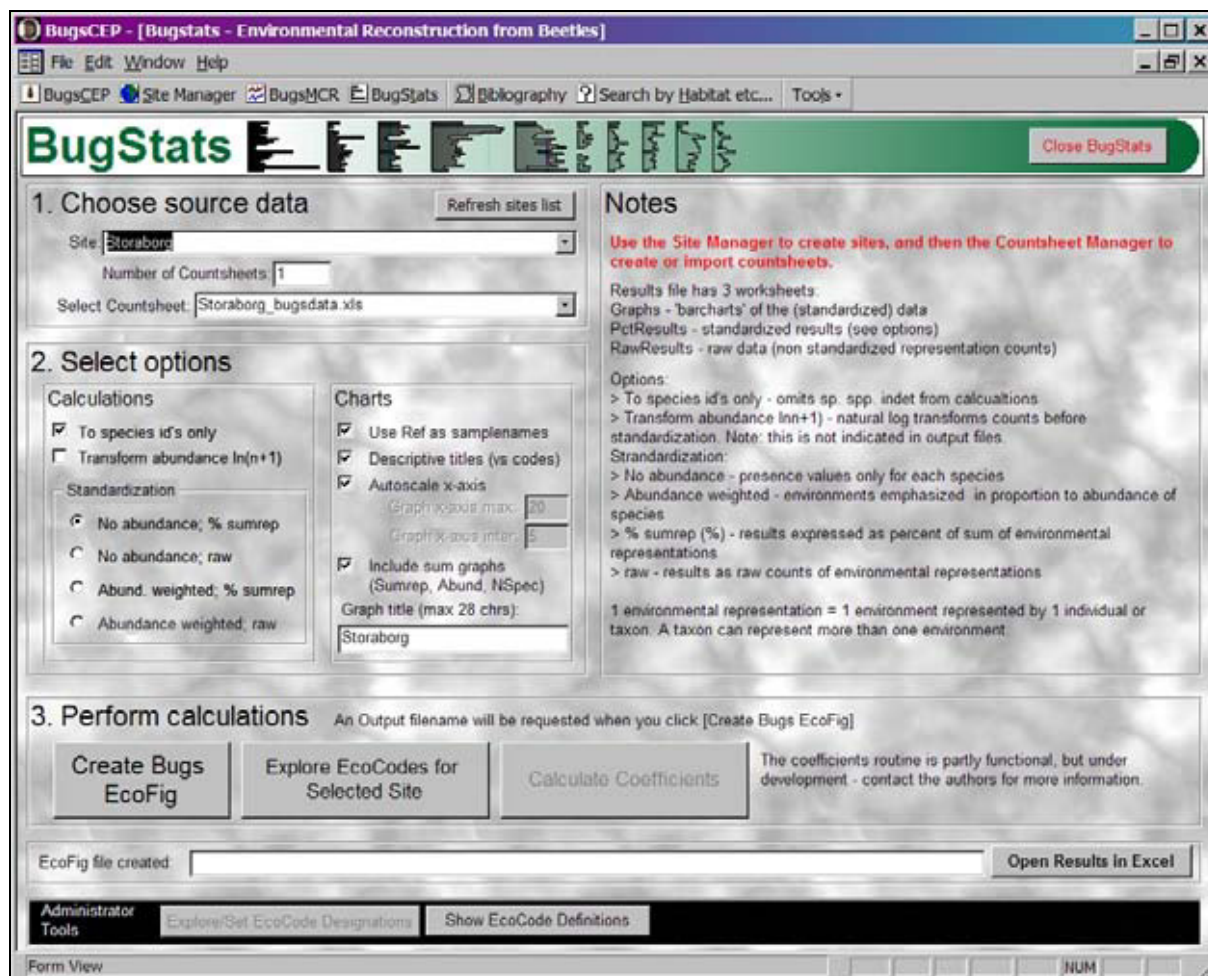 BugsCEP - [Bugstats - Environmental Reconstruction from Beetles]
File Edit Window Help
BugsCEP Site Manager BugsMCR BugStats Bibliography Search by Habitat etc... Tools
BugStats
Close BugStats
1. Choose source data
Refresh sites list
Site: Storaborg
Number of Countsheets: 1
Select Countsheet: Storaborg_bugsdata.xls
2. Select options
Calculations
To species id's only
Transform abundance ln(n+1)
Standardization
No abundance; % sumrep
No abundance; raw
Abund. weighted; % sumrep
Abundance weighted; raw
Charts
Use Ref as samplenames
Descriptive titles (vs codes)
Autoscale x-axis
Graph x-axis max: 20
Graph x-axis inter: 5
Include sum graphs
(Sumrep, Abund, NSpec)
Graph title (max 28 chrs):
Storaborg
Notes
Use the Site Manager to create sites, and then the Countsheet Manager to
create or import countsheets.
Results file has 3 worksheets:
Graphs - 'barcharts' of the (standardized) data
PctResults - standardized results (see options)
RawResults - raw data (non standardized representation counts)
Options:
> To species id's only - omits sp. spp. indet from calcualtions
> Transform abundance lnn+1) - natural log transforms counts before
standardization. Note: this is not indicated in output files.
Strandardization:
> No abundance - presence values only for each species
> Abundance weighted - environments emphasized in proportion to abundance of
species
> % sumrep (%) - results expressed as percent of sum of environmental
representations
> raw - results as raw counts of environmental representations
1 environmental representation = 1 environment represented by 1 individual or
taxon. A taxon can represent more than one environment.
3. Perform calculations
An Output filename will be requested when you click [Create Bugs EcoFig]
Create Bugs
EcoFig
Explore EcoCodes for
Selected Site
Calculate Coefficients
The coefficients routine is partly functional, but under
development - contact the authors for more information.
EcoFig file created:
Open Results in Excel
Administrator
Tools
Explore/Set EcoCode Designations
Show EcoCode Definitions
Form View
NUM